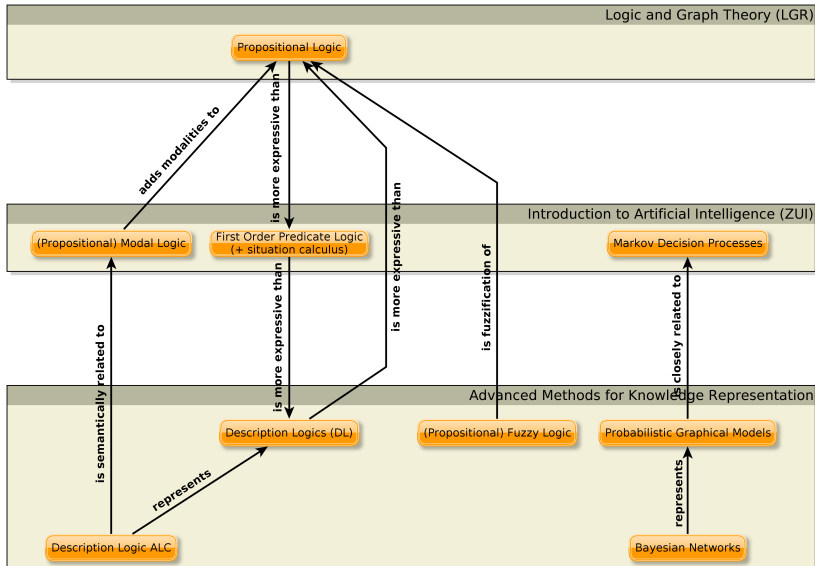 Logic and Graph Theory (LGR)
Propositional Logic
adds modalities to
is more expressive than
is more expressive than
is fuzzification of
Introduction to Artificial Intelligence (ZUI)
(Propositional) Modal Logic
First Order Predicate Logic
(+ situation calculus)
Markov Decision Processes
is semantically related to
is more expressive than
is closely related to
Advanced Methods for Knowledge Representation
Description Logics (DL)
(Propositional) Fuzzy Logic
Probabilistic Graphical Models
represents
represents
Description Logic ALC
Bayesian Networks